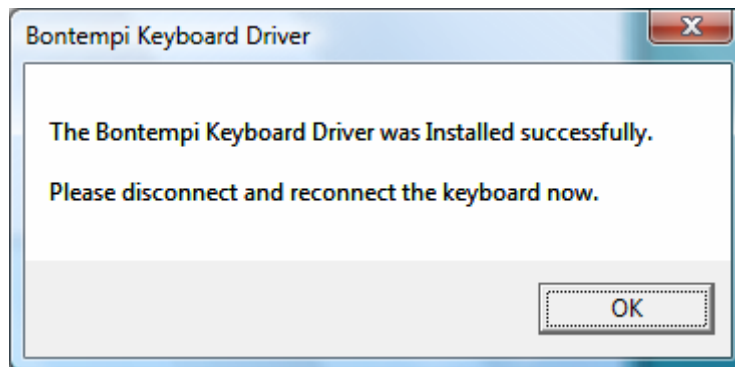 Bontempi Keyboard Driver
The Bontempi Keyboard Driver was Installed successfully.
Please disconnect and reconnect the keyboard now.
OK